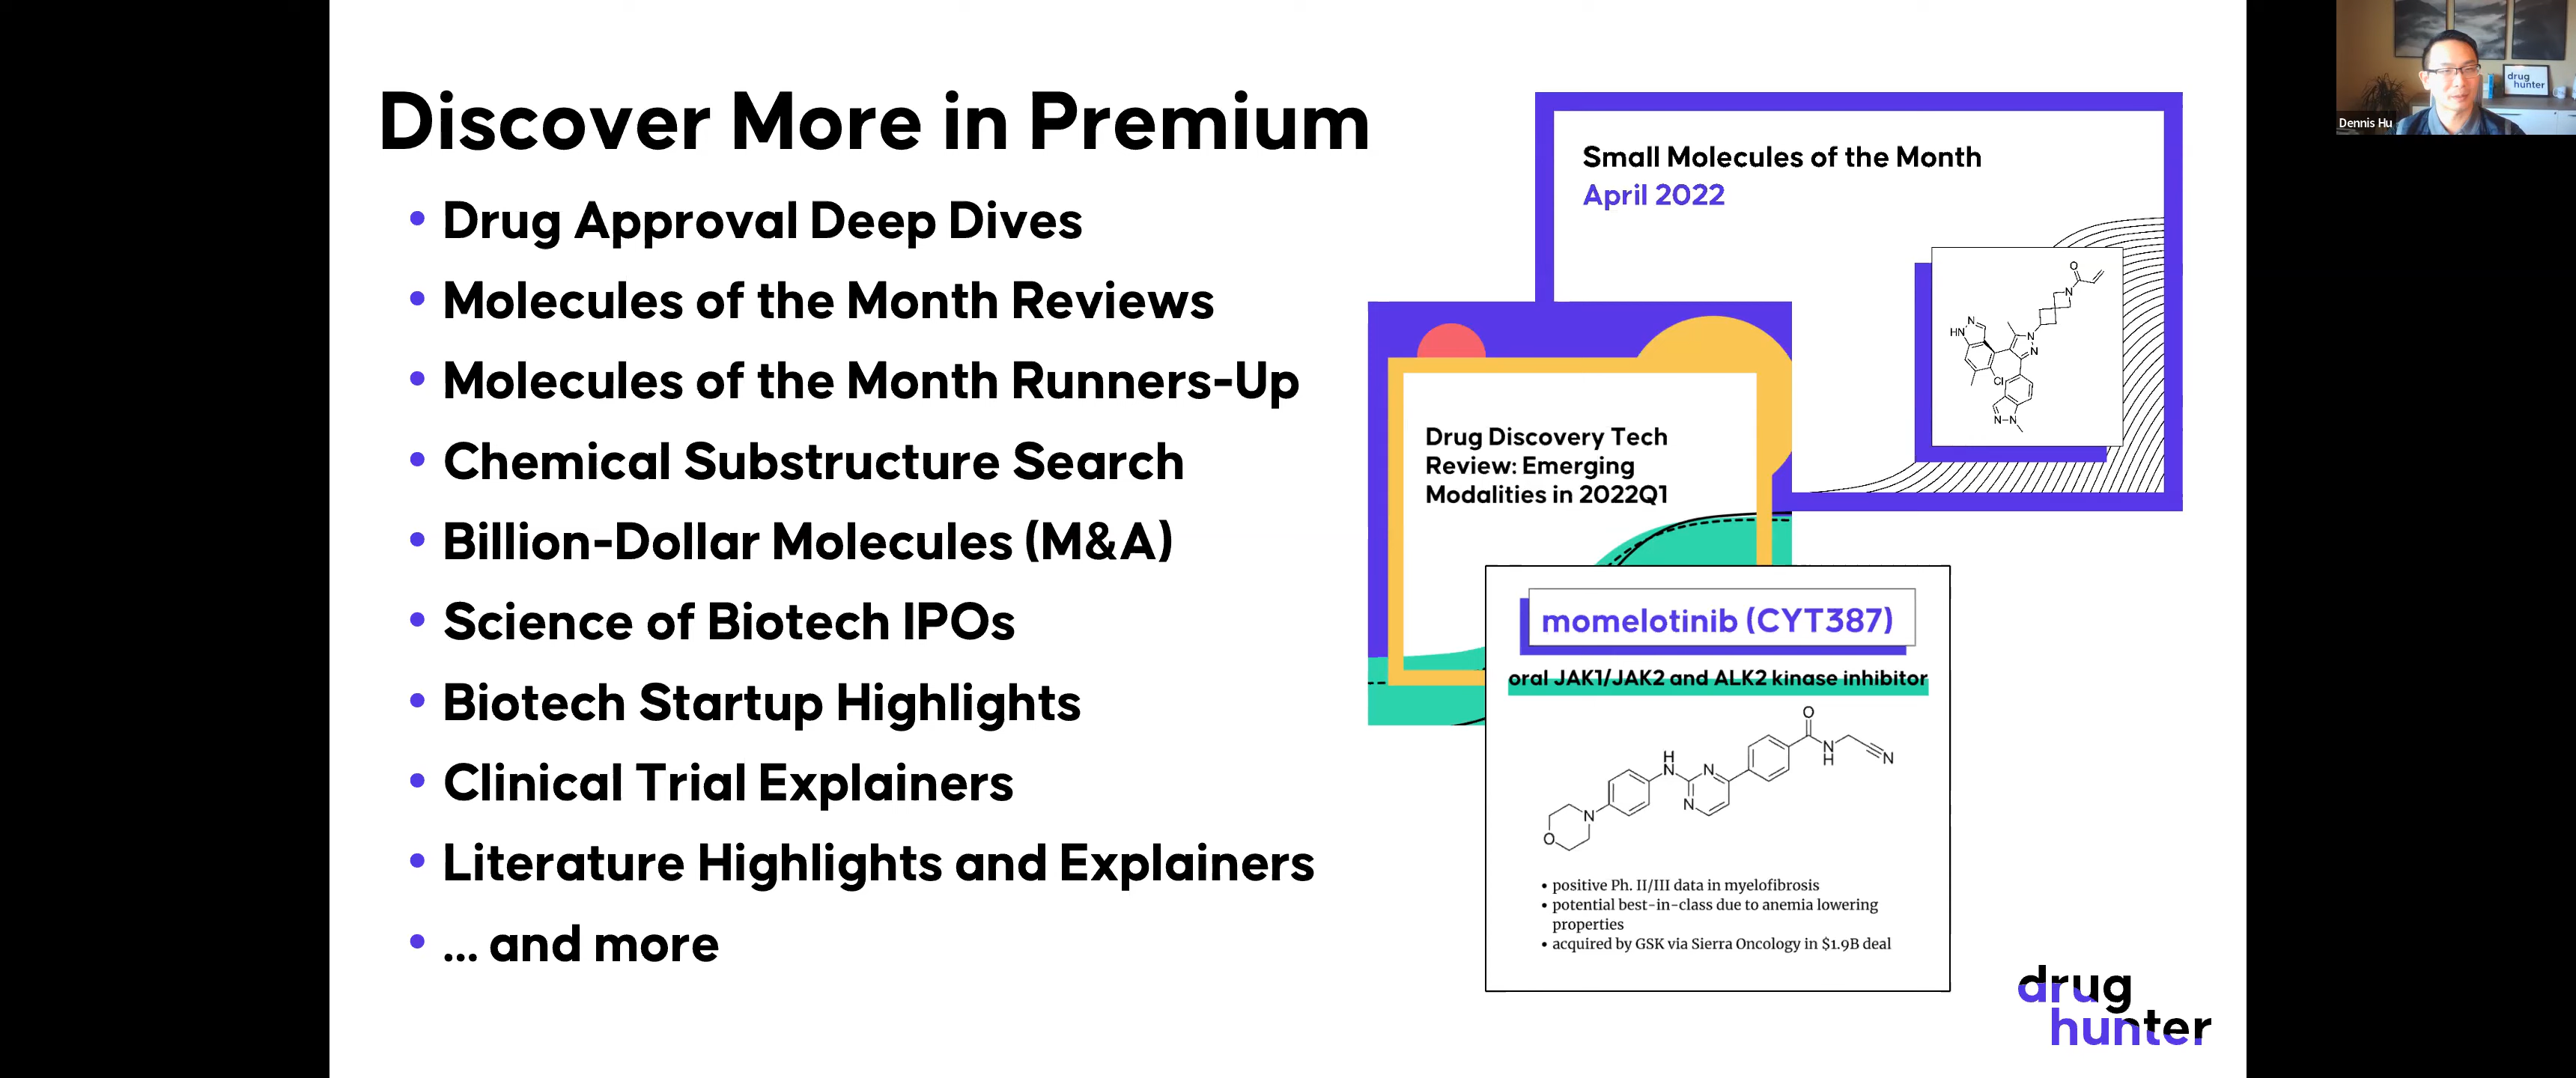 Discover More in Premium
• Drug Approval Deep Dives
• Molecules of the Month Reviews
• Molecules of the Month Runners-Up
• Chemical Substructure Search
• Billion-Dollar Molecules (M&A)
• Science of Biotech IPOs
• Biotech Startup Highlights
• Clinical Trial Explainers
• Literature Highlights and Explainers
• ... and more
Small Molecules of the Month
April 2022
O
N
N
HN
N
N
Cl
N
N
Drug Discovery Tech
Review: Emerging
Modalities in 2022Q1
momelotinib (CYT387)
oral JAK1/JAK2 and ALK2 kinase inhibitor
O
H
N
N
N
H
N
N
N
O
• positive Ph. II/III data in myelofibrosis
• potential best-in-class due to anemia lowering
properties
• acquired by GSK via Sierra Oncology in $1.9B deal
drug
hunter
drug
hunter
Dennis Hu